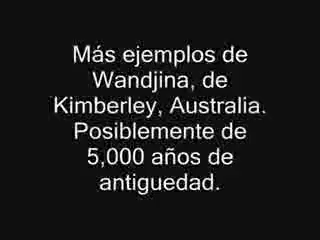 Más ejemplos de
Wandjina, de
Kimberley, Australia.
Posiblemente de
5,000 años de
antiguedad.